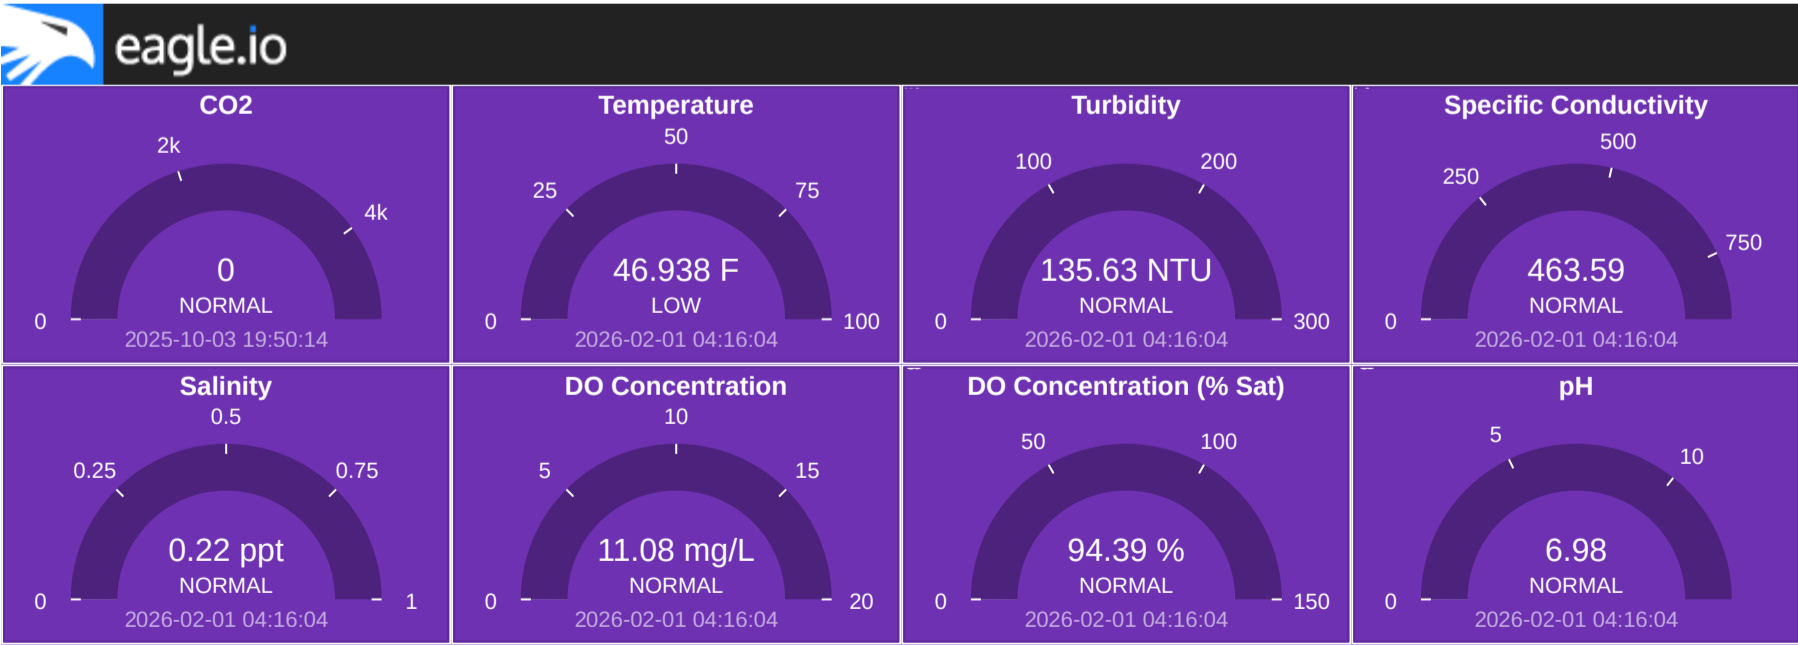 eagle.io
CO2
2k
4k
0
0
NORMAL
2025-10-03 19:50:14
Temperature
50
25
75
46.938 F
LOW
0
100
2026-02-01 04:16:04
Turbidity
100
200
135.63 NTU
NORMAL
0
300
2026-02-01 04:16:04
Specific Conductivity
500
250
750
463.59
NORMAL
0
2026-02-01 04:16:04
Salinity
0.5
0.25
0.75
0.22 ppt
NORMAL
0
1
2026-02-01 04:16:04
DO Concentration
10
5
15
11.08 mg/L
NORMAL
0
20
2026-02-01 04:16:04
DO Concentration (% Sat)
50
100
94.39 %
NORMAL
0
150
2026-02-01 04:16:04
pH
5
10
6.98
NORMAL
0
2026-02-01 04:16:04